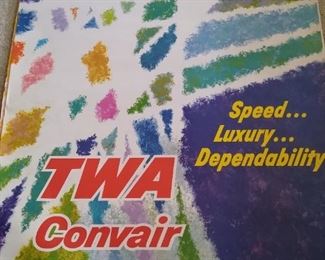 Speed...
Luxury...
Dependability
TWA
Convair